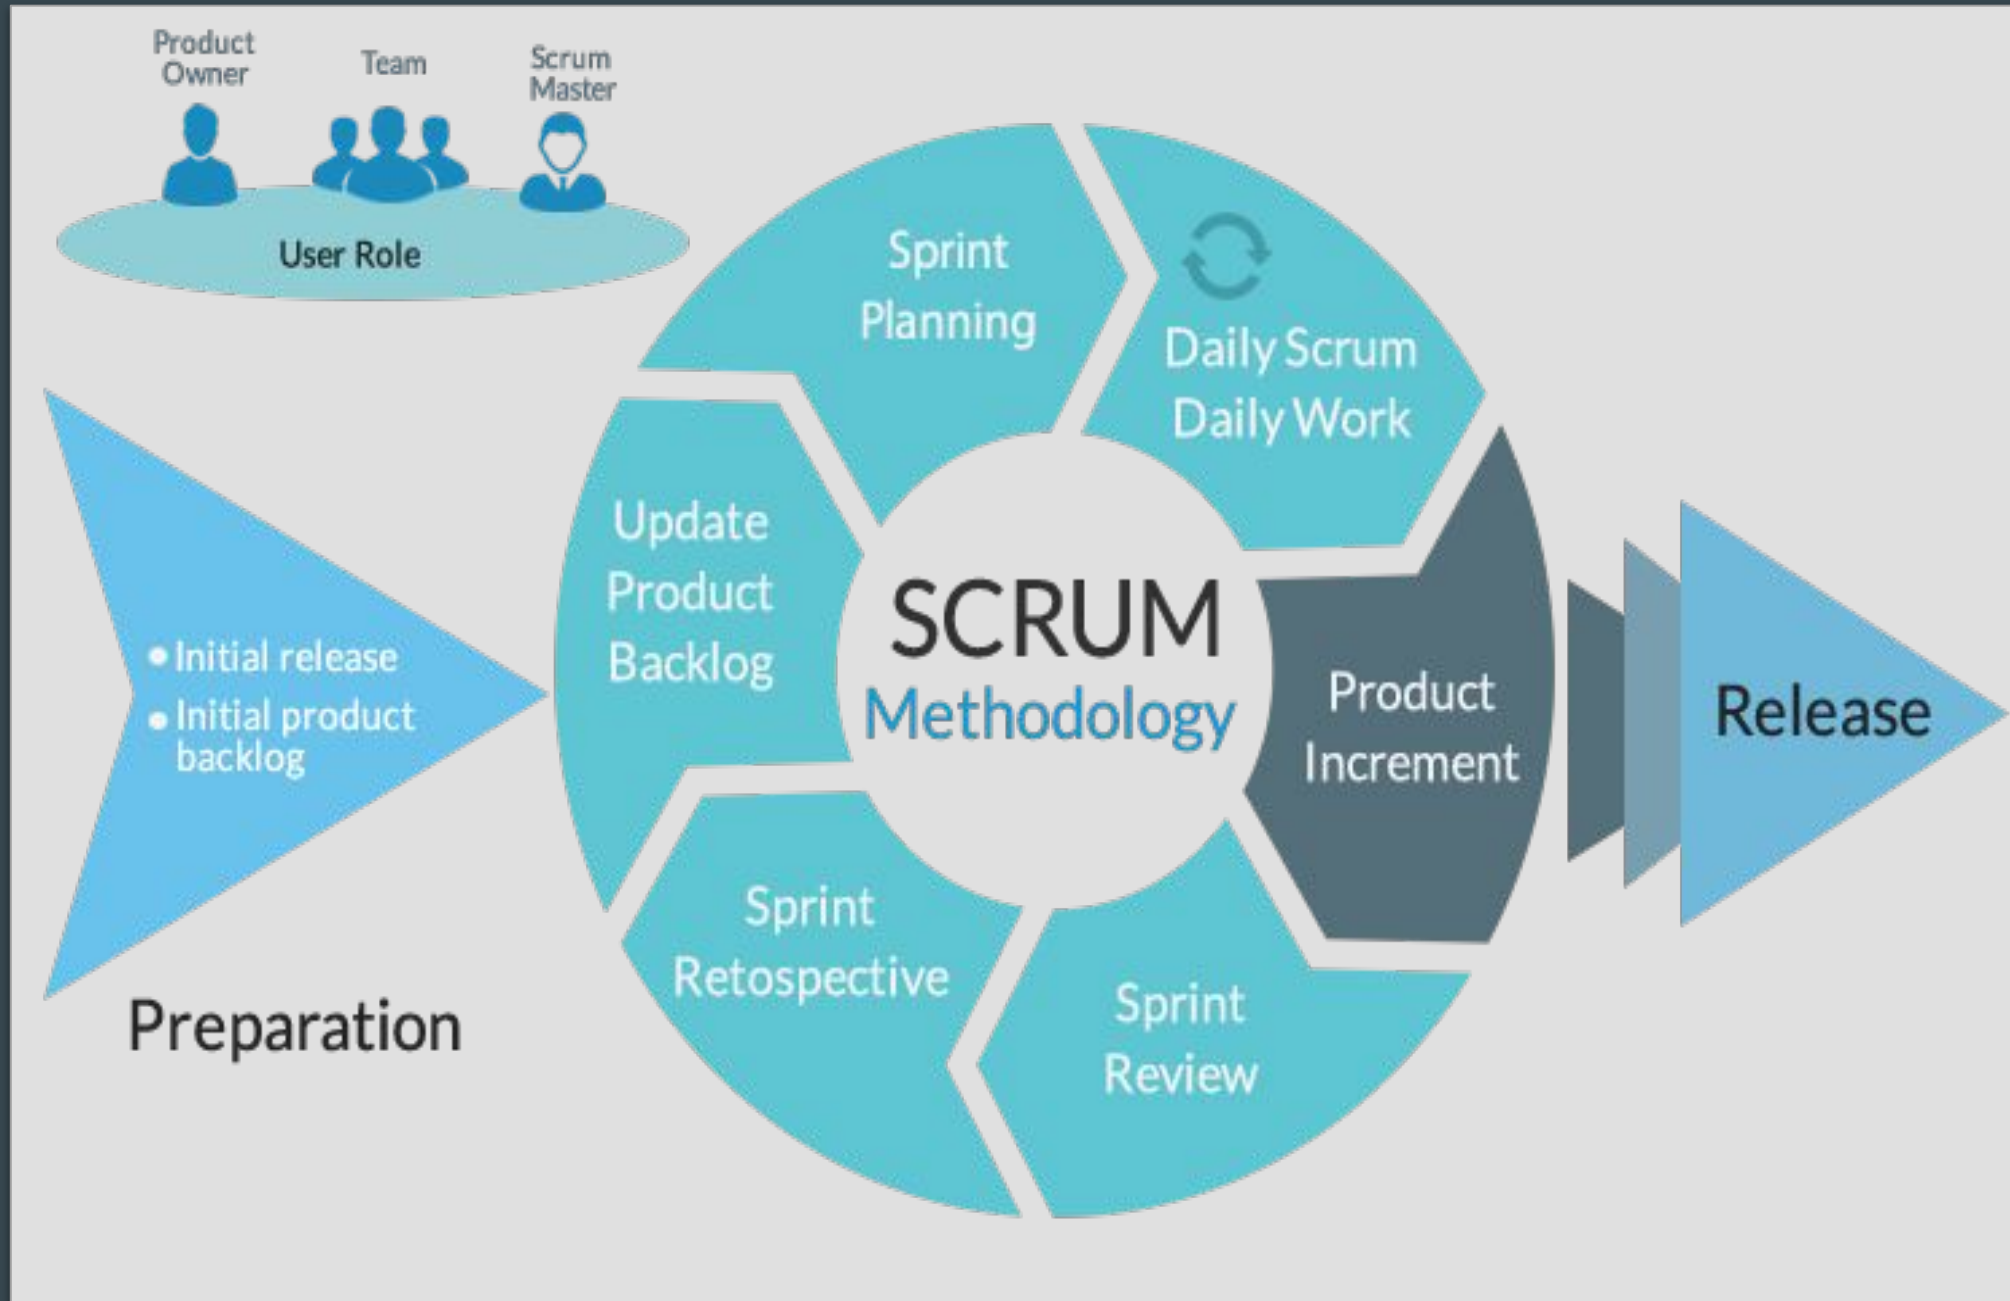 Product
Owner
Team
Scrum
Master
User Role
Sprint
Planning
Daily Scrum
Daily Work
Update
Product
Backlog
SCRUM
Methodology
Initial release
Initial product
backlog
Product
Increment
Release
Sprint
Retospective
Sprint
Review
Preparation